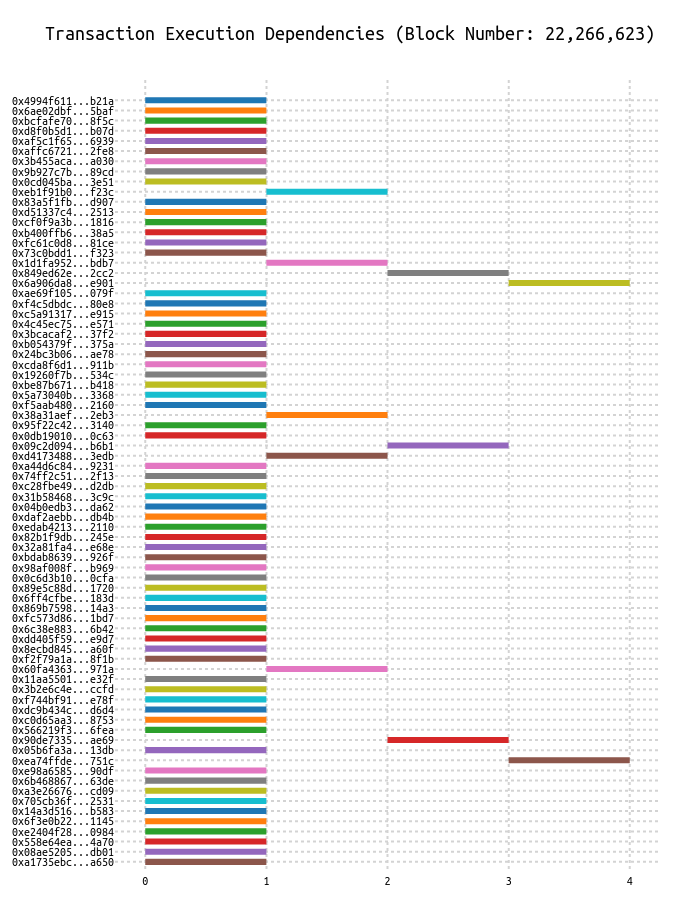 Transaction Execution Dependencies (Block Number: 22,266,623)
0x4994f611...b21a
0x6ae02dbf...5baf
0xbcfafe70...8f5c
0xd8f0b5d1...b07d
0xaf5c1f65...6939
0xaffc6721...2fe8
0x3b455aca...a030
0x9b927c7b...89cd
0x0cd045ba...3e51
0xeb1f91b0...f23c
0x83a5f1fb...d907
0xd51337c4...2513
0xcf0f9a3b...1816
0xb400ffb6...38a5
0xfc61c0d8...81ce
0x73c0bdd1...f323
0x1d1fa952...bdb7
0x849ed62e...2cc2
0x6a906da8...e901
0xae69f105...079f
0xf4c5dbdc...80e8
0xc5a91317...e915
0x4c45ec75...e571
0x3bcacaf2...37f2
0xb054379f...375a
0x24bc3b06...ae78
0xcda8f6d1...911b
0x19260f7b...534c
0xbe87b671...b418
0x5a73040b...3368
0xf5aab480...2160
0x38a31aef...2eb3
0x95f22c42...3140
0x0db19010...0c63
0x09c2d094...b6b1
0xd4173488...3edb
0xa44d6c84...9231
0x74ff2c51...2f13
0xc28fbe49...d2db
0x31b58468...3c9c
0x04b0edb3...da62
0xdaf2aebb...db4b
0xedab4213...2110
0x82b1f9db...245e
0x32a81fa4...e68e
0xbdab8639...926f
0x98af008f...b969
0x0c6d3b10...0cfa
0x89e5c88d...1720
0x6ff4cfbe...183d
0x869b7598...14a3
0xfc573d86...1bd7
0x6c38e883...6b42
0xdd405f59...e9d7
0x8ecbd845...a60f
0xf2f79a1a...8f1b
0x60fa4363...971a
0x11aa5501...e32f
0x3b2e6c4e...ccfd
0xf744bf91...e78f
0xdc9b434c...d6d4
0xc0d65aa3...8753
0x566219f3...6fea
0x90de7335...ae69
0x05b6fa3a...13db
0xea74ffde...751c
0xe98a6585...90df
0x6b468867...63de
0xa3e26676...cd09
0x705cb36f...2531
0x14a3d516...b583
0x6f3e0b22...1145
0xe2404f28...0984
0x558e64ea...4a70
0x08ae5205...db01
0xa1735ebc...a650
0 1 2 3 4